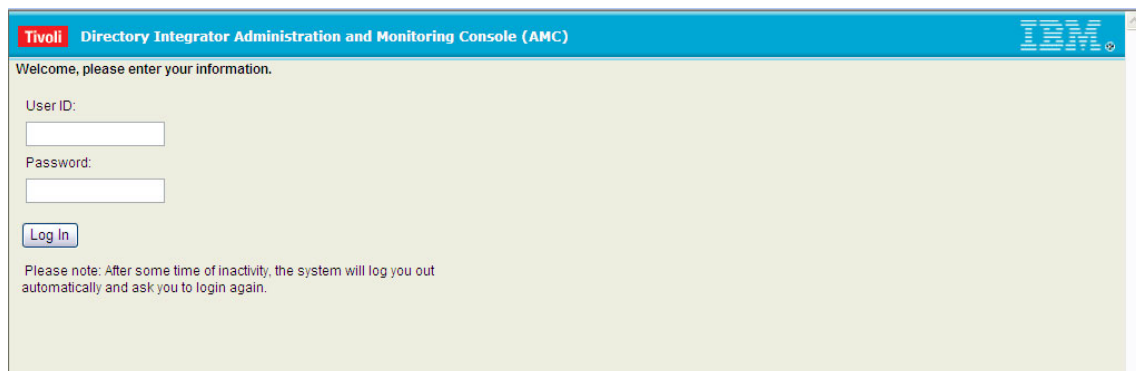 Tivoli Directory Integrator Administration and Monitoring Console (AMC) IBM®
Welcome, please enter your information.
User ID:
Password:
Log In
Please note: After some time of inactivity, the system will log you out
automatically and ask you to login again.